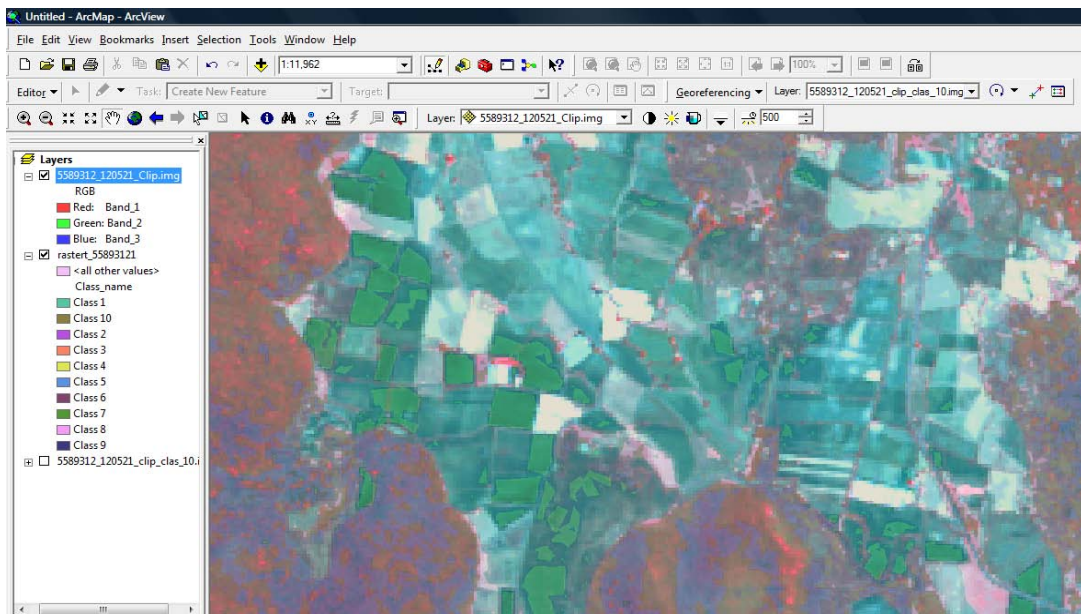 Untitled - ArcMap - ArcView
File Edit View Bookmarks Insert Selection Tools Window Help
1:11,962
100%
Editor
Task: Create New Feature
Target:
Georeferencing
Layer: 5589312_120521_clip_clas_10.img
Layer: 5589312_120521_Clip.img
500
Layers
5589312_120521_Clip.img
RGB
Red: Band_1
Green: Band_2
Blue: Band_3
rastert_55893121
<all other values>
Class_name
Class 1
Class 10
Class 2
Class 3
Class 4
Class 5
Class 6
Class 7
Class 8
Class 9
5589312_120521_clip_clas_10.i